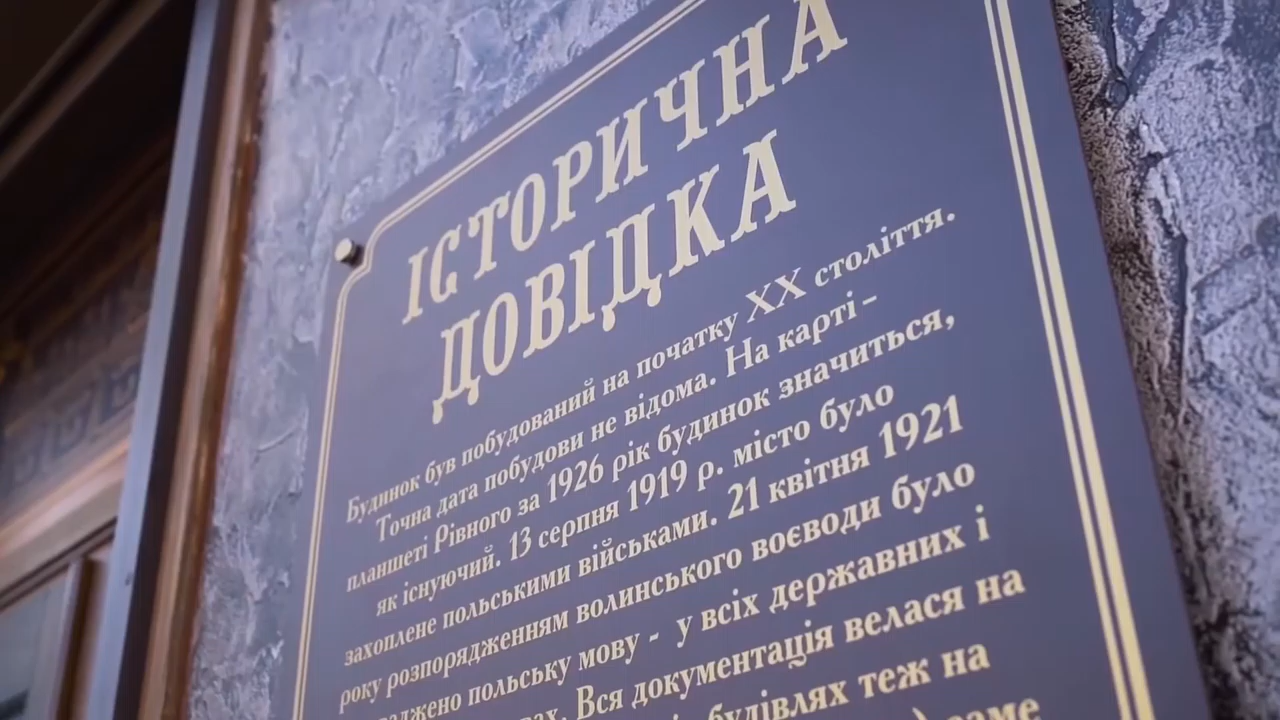 ІСТОРИЧНА
ДОВІДКА
Будинок був побудований на початку XX століття.
Точна дата побудови не відома. На карті -
планшеті Рівного за 1926 рік будинок значиться,
як існуючий. 13 серпня 1919 р. місто було
захоплене польськими військами. 21 квітня 1921
року розпорядженням волинського воєводи було
польську мову - у всіх державних і
Вся документація велася на
будівлях теж на